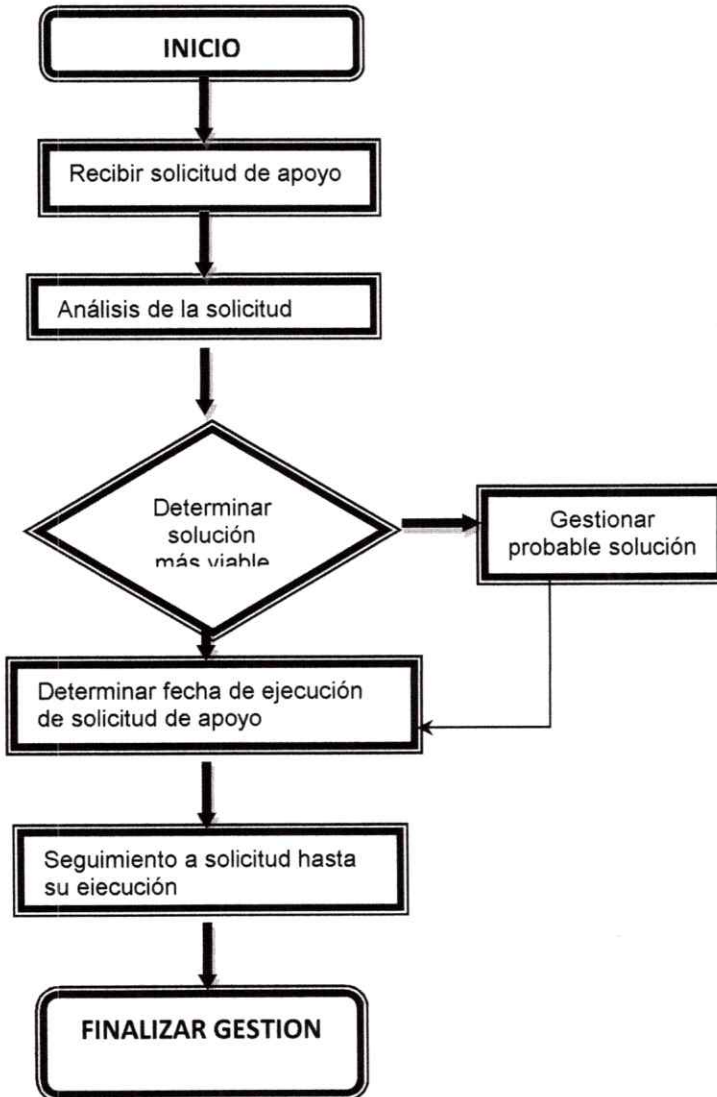 INICIO
Recibir solicitud de apoyo
Análisis de la solicitud
Determinar
solución
más viable
Gestionar
probable solución
Determinar fecha de ejecución
de solicitud de apoyo
Seguimiento a solicitud hasta
su ejecución
FINALIZAR GESTION